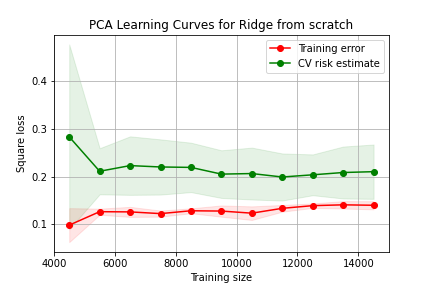 PCA Learning Curves for Ridge from scratch
Training error
CV risk estimate
Square loss
0.4
0.3
0.2
0.1
4000 6000 8000 10000 12000 14000
Training size